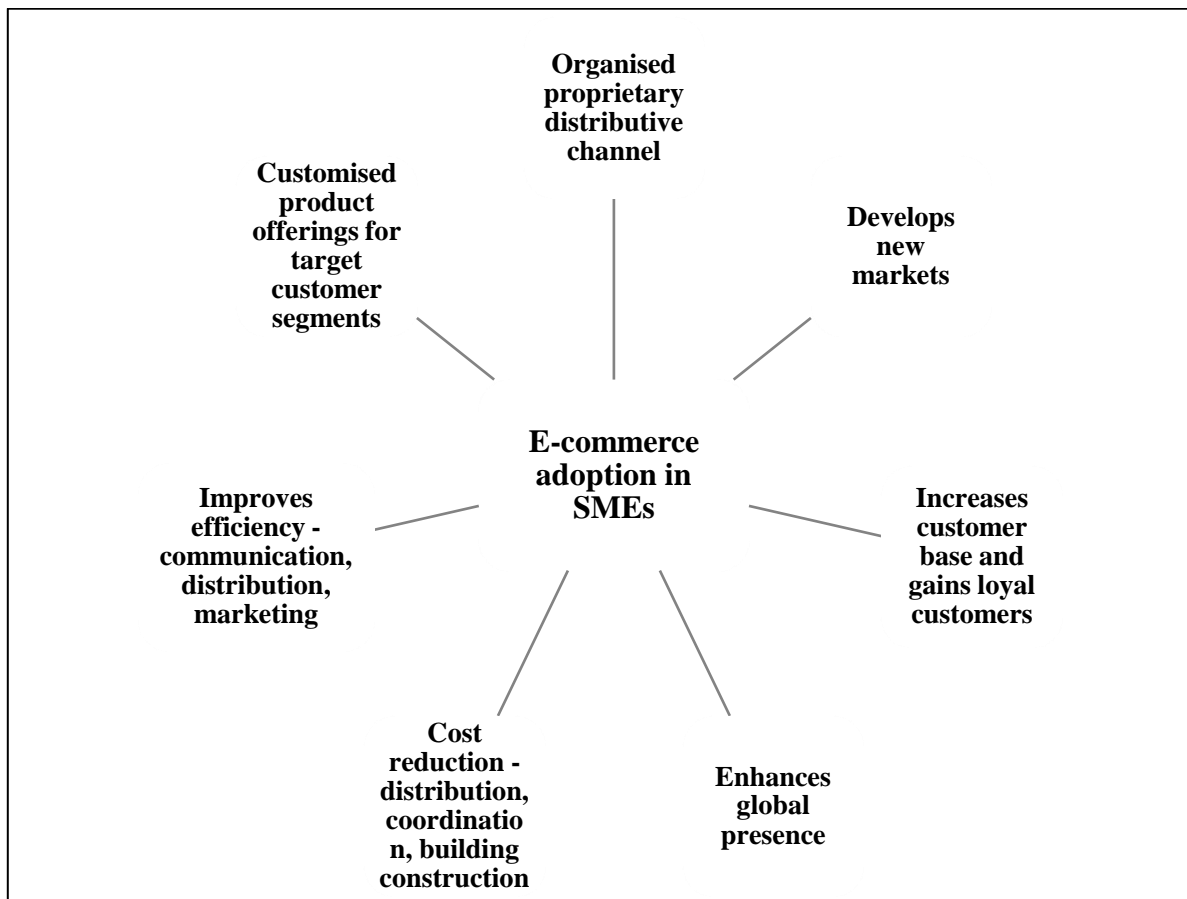 Organised
proprietary
distributive
channel
Customised
product
offerings for
target
customer
segments
Develops
new
markets
E-commerce
adoption in
SMEs
Improves
efficiency -
communication,
distribution,
marketing
Increases
customer
base and
gains loyal
customers
Cost
reduction -
distribution,
coordinatio
n, building
construction
Enhances
global
presence